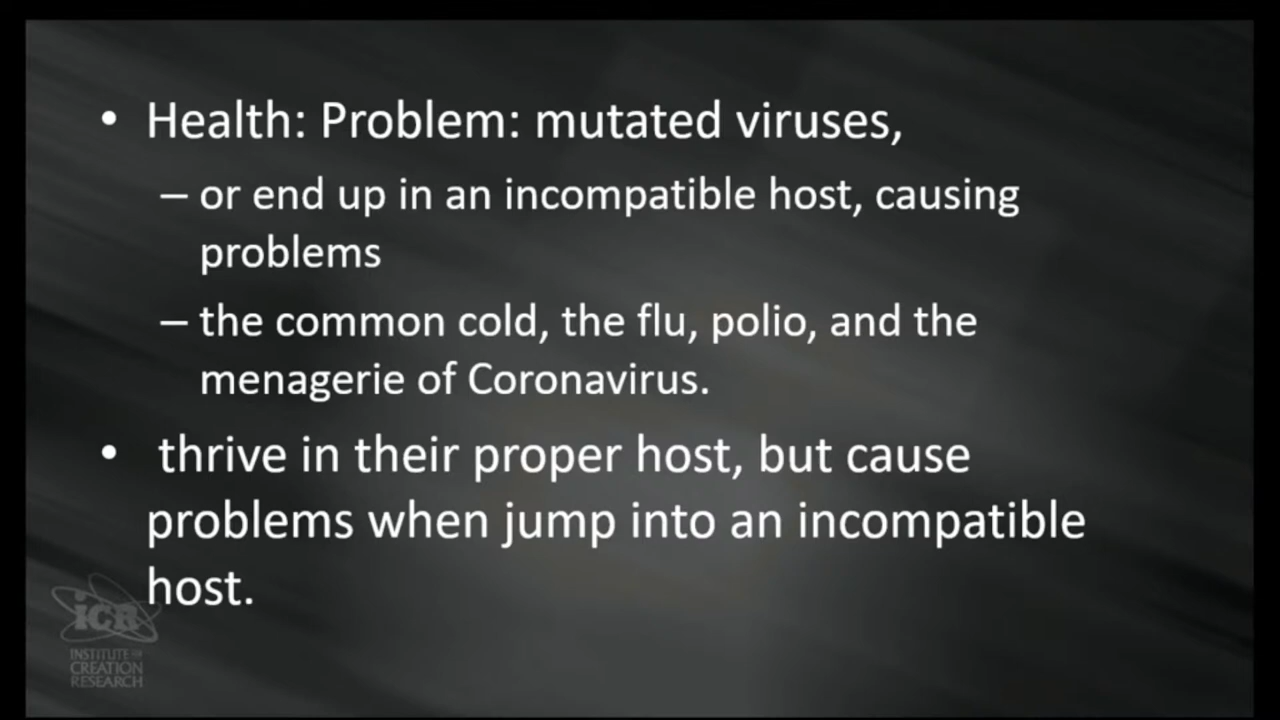 • Health: Problem: mutated viruses,
– or end up in an incompatible host, causing
problems
– the common cold, the flu, polio, and the
menagerie of Coronavirus.
• thrive in their proper host, but cause
problems when jump into an incompatible
host.
iCR
INSTITUTE FOR
CREATION
RESEARCH